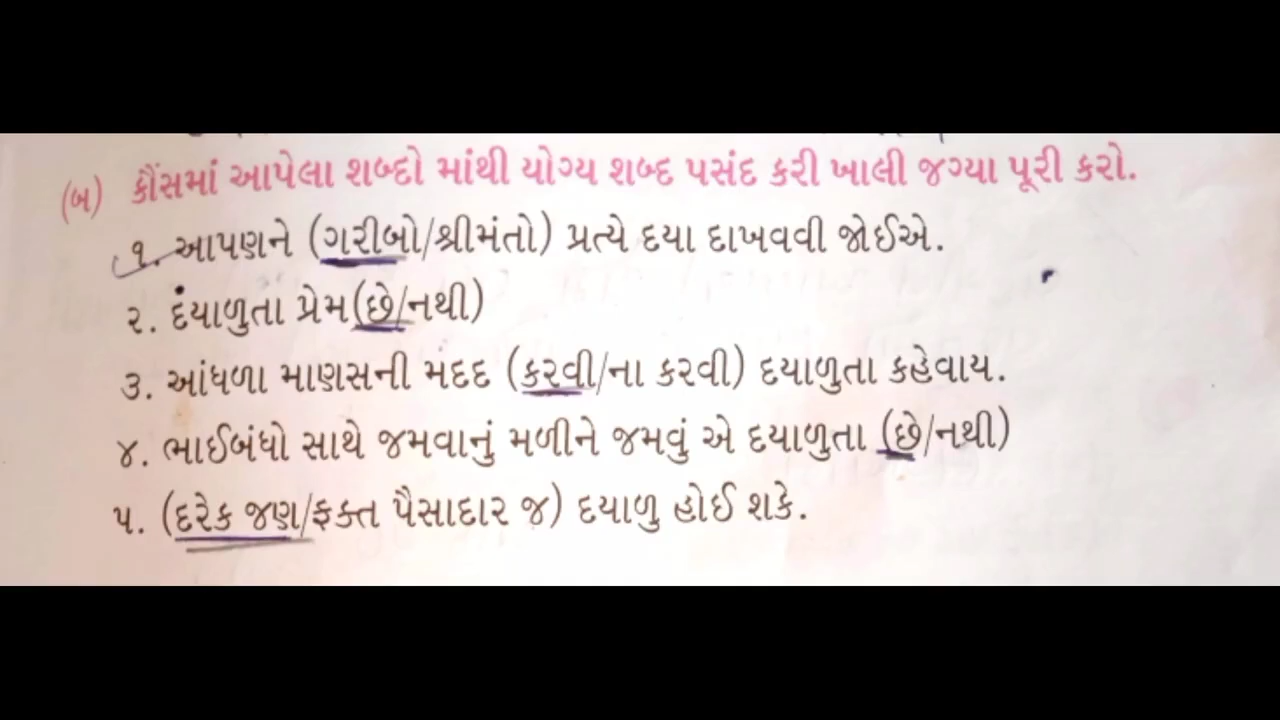 (બ) કૌંસમાં આપેલા શબ્દો માંથી યોગ્ય શબ્દ પસંદ કરી ખાલી જગ્યા પૂરી કરો.
૧. આપણને (ગરીબો/શ્રીમંતો) પ્રત્યે દયા દાખવવી જોઈએ.
૨. દયાળુતા પ્રેમ(છે/નથી)
૩. આંધળા માણસની મદદ (કરવી/ના કરવી) દયાળુતા કહેવાય.
૪. ભાઈબંધો સાથે જમવાનું મળીને જમવું એ દયાળુતા (છે/નથી)
૫. (દરેક જણ/ફક્ત પૈસાદાર જ) દયાળુ હોઈ શકે.